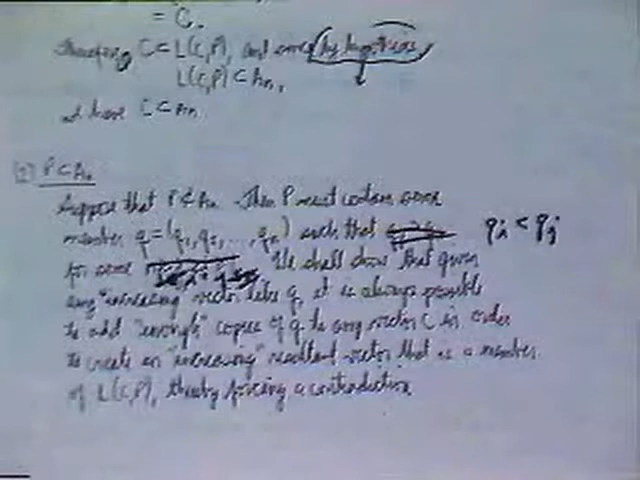 = C.
Therefore C ⊂ L(C,P), and since (by hypothesis)
L(C,P) ⊂ Aₙ,
we have C ⊂ Aₙ.
(2) P ⊂ Aₙ
Suppose that P ⊄ Aₙ. Then P must contain some
member q = (q₁, q₂, ..., qₙ) such that qᵢ < qⱼ
for some We shall show that given
any "increasing" vector like q, it is always possible
to add "enough" copies of q to any vector C in order
to create an "increasing" resultant vector that is a member
of L(C,P), thereby forcing a contradiction.